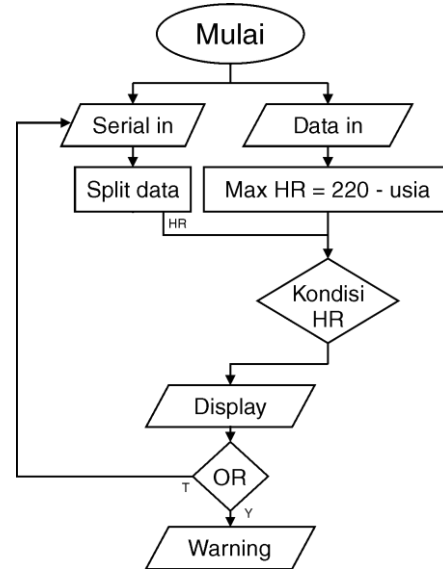 Mulai
Serial in
Data in
Split data
Max HR = 220 - usia
HR
Kondisi
HR
Display
OR
T
Y
Warning